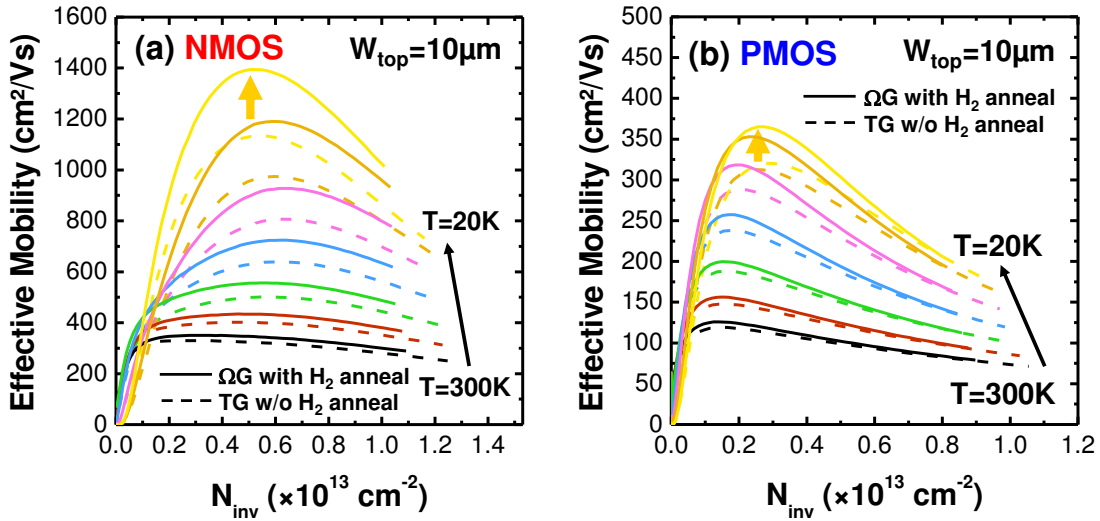 (a) NMOS
W_top=10µm
Effective Mobility (cm²/Vs)
1400
1200
1000
800
600
400
200
0
T=20K
T=300K
ΩG with H₂ anneal
TG w/o H₂ anneal
0.0 0.2 0.4 0.6 0.8 1.0 1.2 1.4
N_inv (×10¹³ cm⁻²)
(b) PMOS
W_top=10µm
ΩG with H₂ anneal
TG w/o H₂ anneal
Effective Mobility (cm²/Vs)
500
450
400
350
300
250
200
150
100
50
0
T=20K
T=300K
0.0 0.2 0.4 0.6 0.8 1.0 1.2
N_inv (×10¹³ cm⁻²)